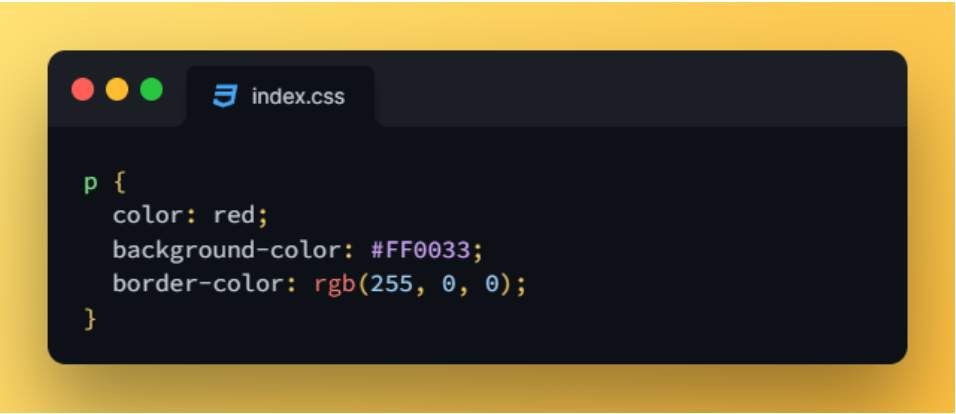 index.css
p {
  color: red;
  background-color: #FF0033;
  border-color: rgb(255, 0, 0);
}